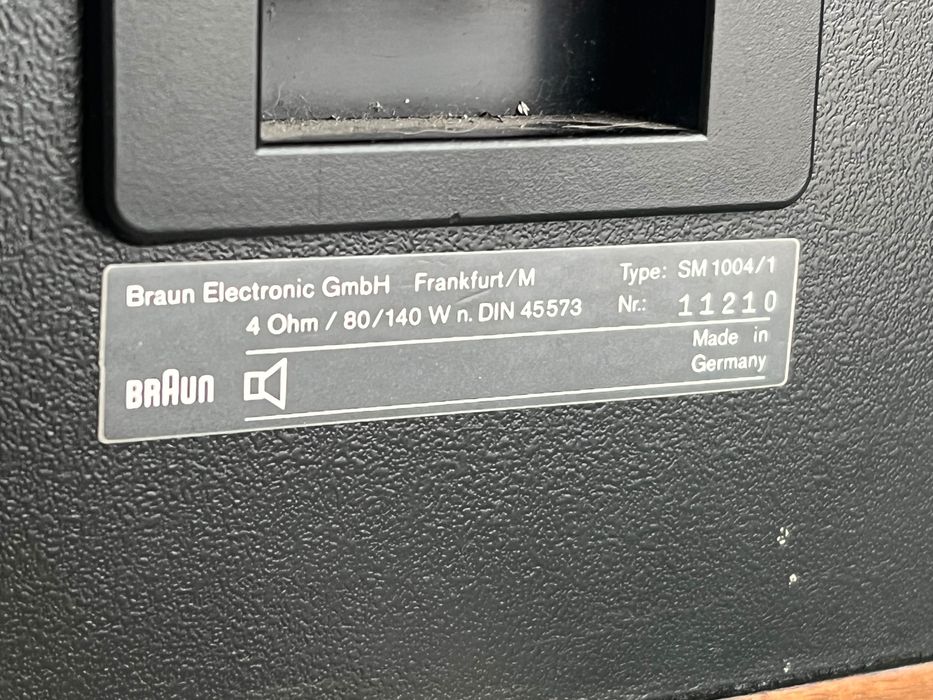 Braun Electronic GmbH Frankfurt/M Type: SM 1004/1
4 Ohm / 80/140 W n. DIN 45573 Nr.: 11210
Made in
Germany
BRAUN